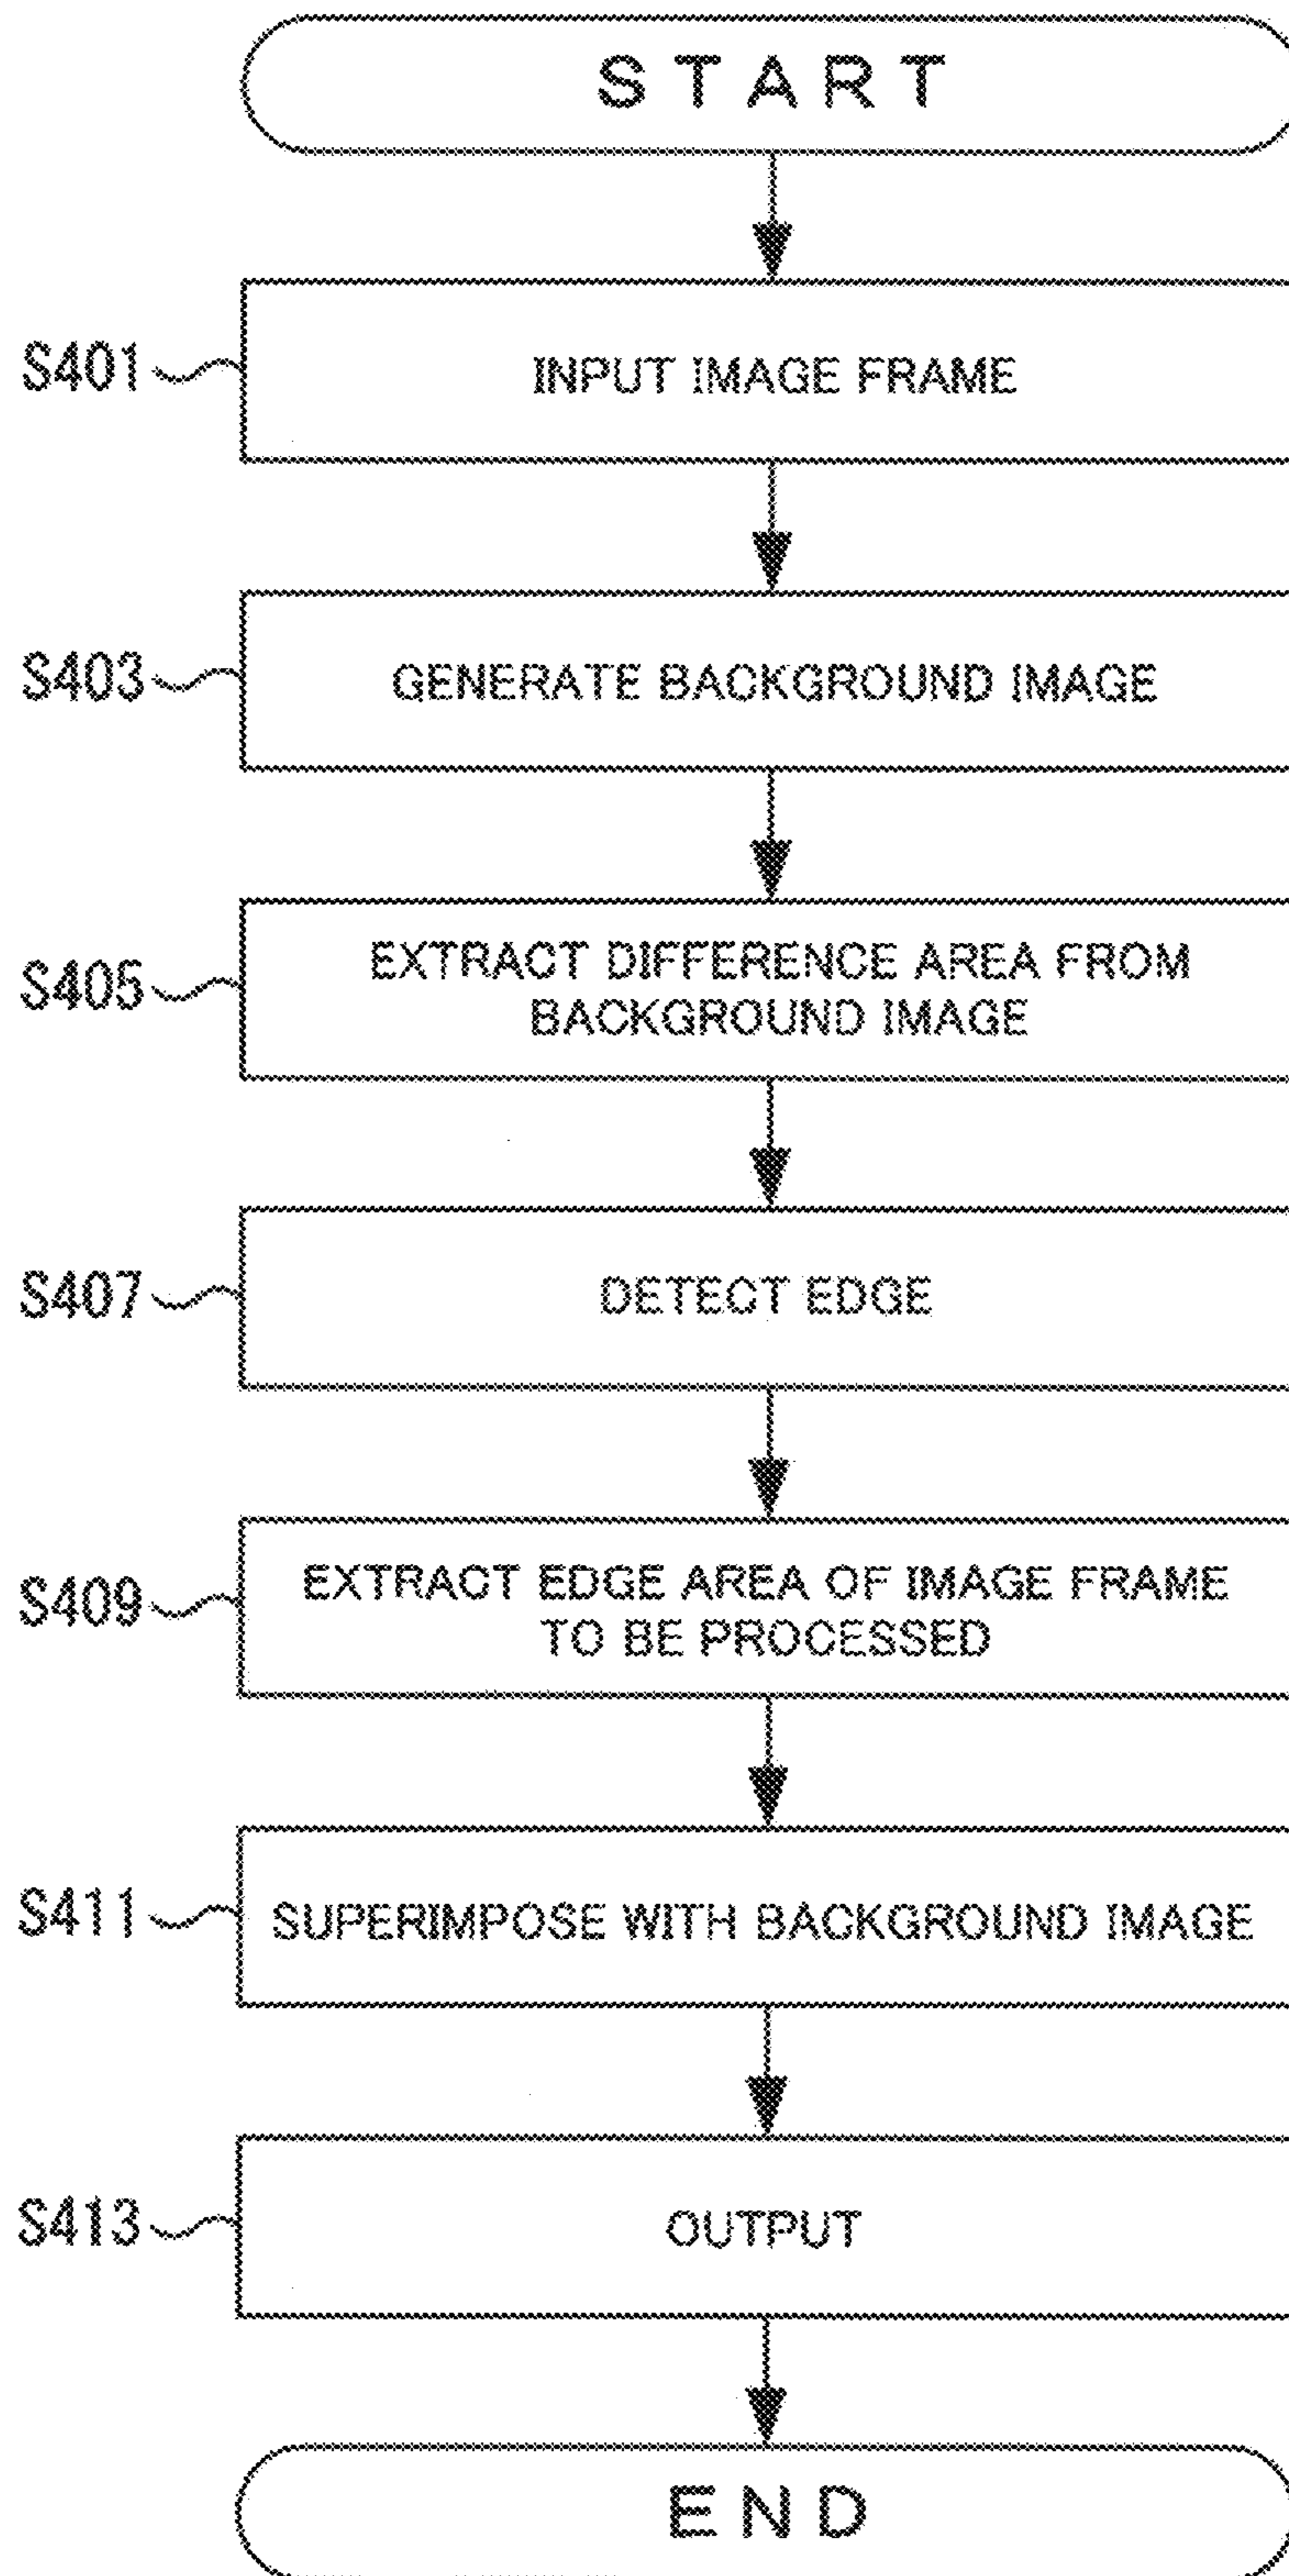 START
S401
INPUT IMAGE FRAME
S403
GENERATE BACKGROUND IMAGE
S405
EXTRACT DIFFERENCE AREA FROM
BACKGROUND IMAGE
S407
DETECT EDGE
S409
EXTRACT EDGE AREA OF IMAGE FRAME
TO BE PROCESSED
S411
SUPERIMPOSE WITH BACKGROUND IMAGE
S413
OUTPUT
END